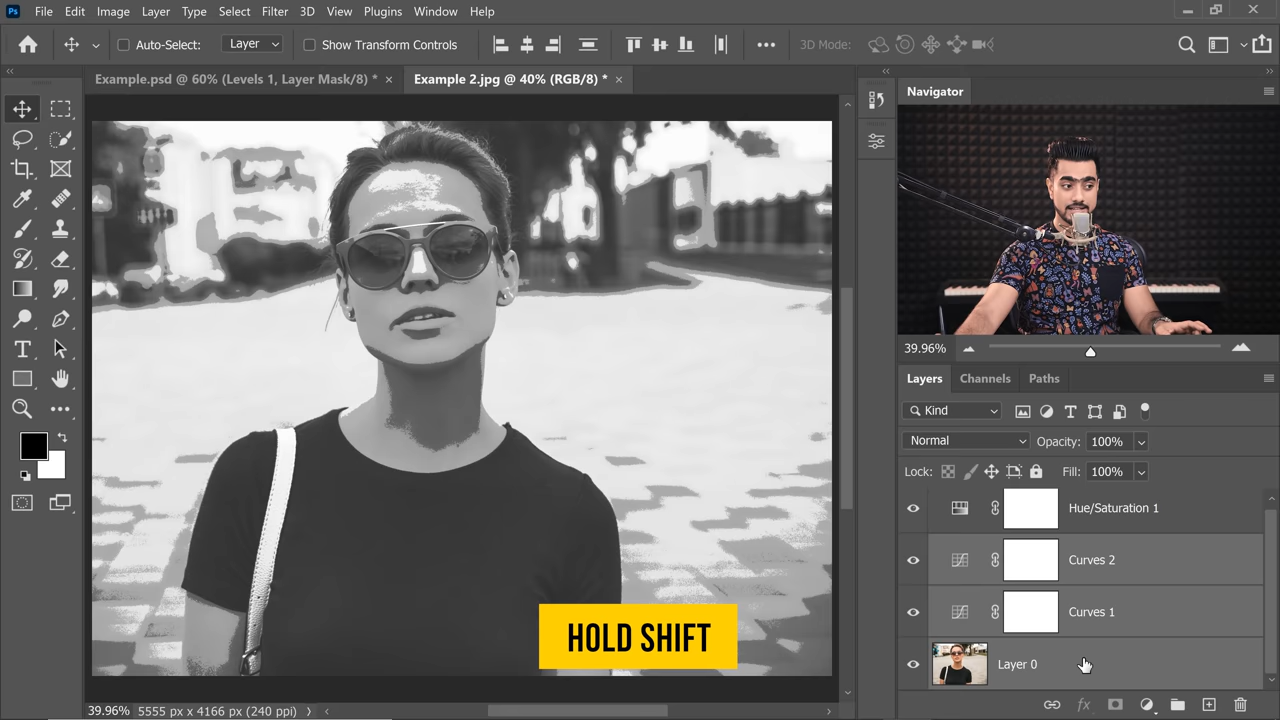 Ps File Edit Image Layer Type Select Filter 3D View Plugins Window Help
Auto-Select: Layer Show Transform Controls 3D Mode:
Example.psd @ 60% (Levels 1, Layer Mask/8) * × Example 2.jpg @ 40% (RGB/8) * ×
Navigator
39.96%
Layers Channels Paths
Kind
Normal Opacity: 100%
Lock: Fill: 100%
Hue/Saturation 1
Curves 2
Curves 1
HOLD SHIFT
Layer 0
39.96% 5555 px x 4166 px (240 ppi)